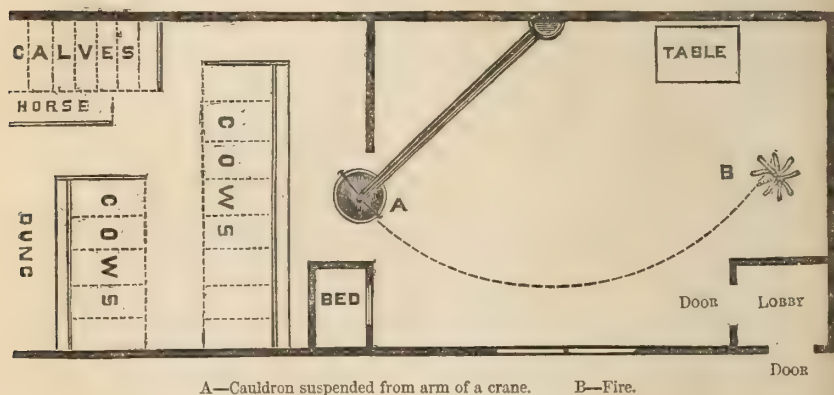 CALVES
HORSE
COWS
COWS
DUNG
TABLE
A
B
BED
DOOR
LOBBY
DOOR
A—Cauldron suspended from arm of a crane. B—Fire.